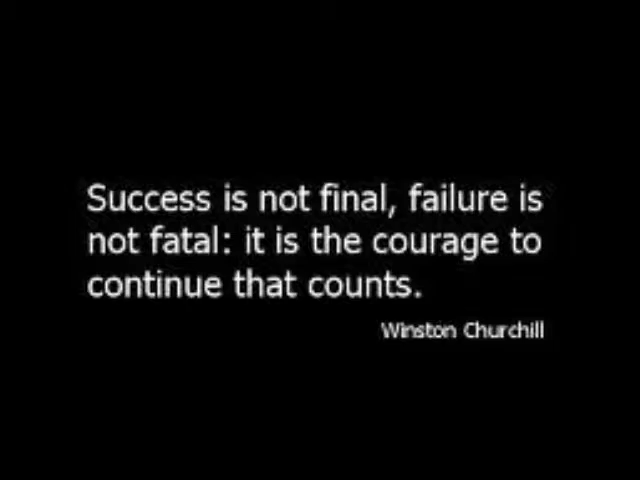 Success is not final, failure is
not fatal: it is the courage to
continue that counts.
Winston Churchill